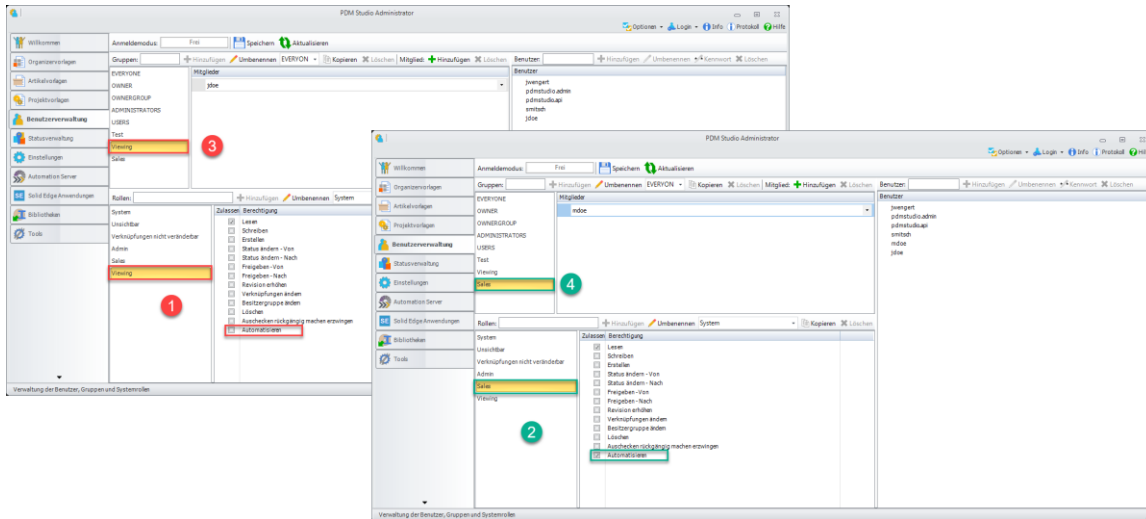 PDM Studio Administrator
Optionen Login Info Protokoll Hilfe
Willkommen
Organizervorlagen
Artikelvorlagen
Projektvorlagen
Benutzerverwaltung
Statusverwaltung
Einstellungen
Automation Server
Solid Edge Anwendungen
Bibliotheken
Tools
Anmeldemodus: Frei Speichern Aktualisieren
Gruppen: Hinzufügen Umbenennen EVERYON Kopieren Löschen Mitglied: Hinzufügen Löschen Benutzer: Hinzufügen Umbenennen Kennwort Löschen
EVERYONE
OWNER
OWNERGROUP
ADMINISTRATORS
USERS
Test
Viewing
Sales
3
Mitglieder
jdoe
Benutzer
jwengert
pdmstudio.admin
pdmstudio.api
smitsch
jdoe
Rollen: Hinzufügen Umbenennen System
System
Unsichtbar
Verknüpfungen nicht veränderbar
Admin
Sales
Viewing
1
Zulassen Berechtigung
Lesen
Schreiben
Erstellen
Status ändern - Von
Status ändern - Nach
Freigeben -Von
Freigeben - Nach
Revision erhöhen
Verknüpfungen ändern
Besitzergruppe ändern
Löschen
Auschecken rückgängig machen erzwingen
Automatisieren
Verwaltung der Benutzer, Gruppen und Systemrollen
PDM Studio Administrator
Optionen Login Info Protokoll
Willkommen
Organizervorlagen
Artikelvorlagen
Projektvorlagen
Benutzerverwaltung
Statusverwaltung
Einstellungen
Automation Server
Solid Edge Anwendungen
Bibliotheken
Tools
Anmeldemodus: Frei Speichern Aktualisieren
Gruppen: Hinzufügen Umbenennen EVERYON Kopieren Löschen Mitglied: Hinzufügen Löschen Benutzer: Hinzufügen Umbenennen Kennwort Löschen
EVERYONE
OWNER
OWNERGROUP
ADMINISTRATORS
USERS
Test
Viewing
Sales
4
Mitglieder
mdoe
Benutzer
jwengert
pdmstudio.admin
pdmstudio.api
smitsch
mdoe
jdoe
Rollen: Hinzufügen Umbenennen System Kopieren Löschen
System
Unsichtbar
Verknüpfungen nicht veränderbar
Admin
Sales
Viewing
2
Zulassen Berechtigung
Lesen
Schreiben
Erstellen
Status ändern - Von
Status ändern - Nach
Freigeben -Von
Freigeben - Nach
Revision erhöhen
Verknüpfungen ändern
Besitzergruppe ändern
Löschen
Auschecken rückgängig machen erzwingen
Automatisieren
Verwaltung der Benutzer, Gruppen und Systemrollen